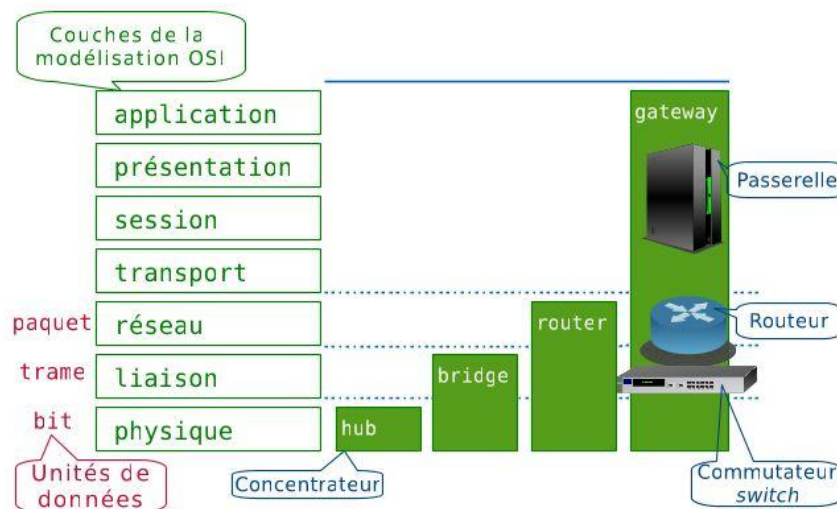 Couches de la
modélisation OSI
application
gateway
présentation
Passerelle
session
transport
paquet
réseau
router
Routeur
trame
liaison
bridge
bit
physique
hub
Unités de
données
Concentrateur
Commutateur
switch